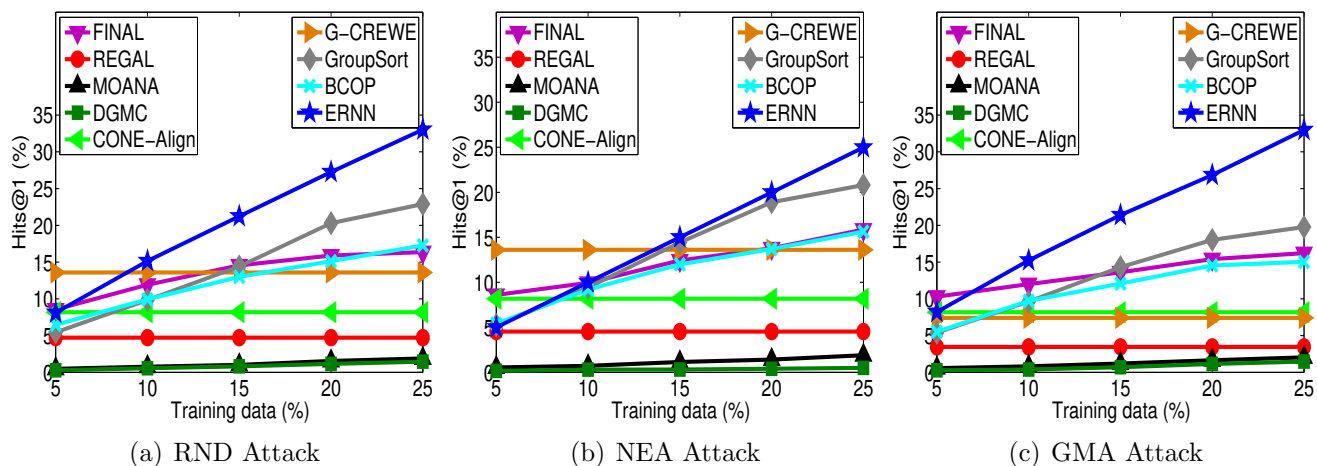 FINAL
REGAL
MOANA
DGMC
CONE−Align
G−CREWE
GroupSort
BCOP
ERNN
Hits@1 (%)
35
30
25
20
15
10
5
0
5 10 15 20 25
Training data (%)
(a) RND Attack
FINAL
REGAL
MOANA
DGMC
CONE−Align
G−CREWE
GroupSort
BCOP
ERNN
Hits@1 (%)
35
30
25
20
15
10
5
0
5 10 15 20 25
Training data (%)
(b) NEA Attack
FINAL
REGAL
MOANA
DGMC
CONE−Align
G−CREWE
GroupSort
BCOP
ERNN
Hits@1 (%)
35
30
25
20
15
10
5
0
5 10 15 20 25
Training data (%)
(c) GMA Attack